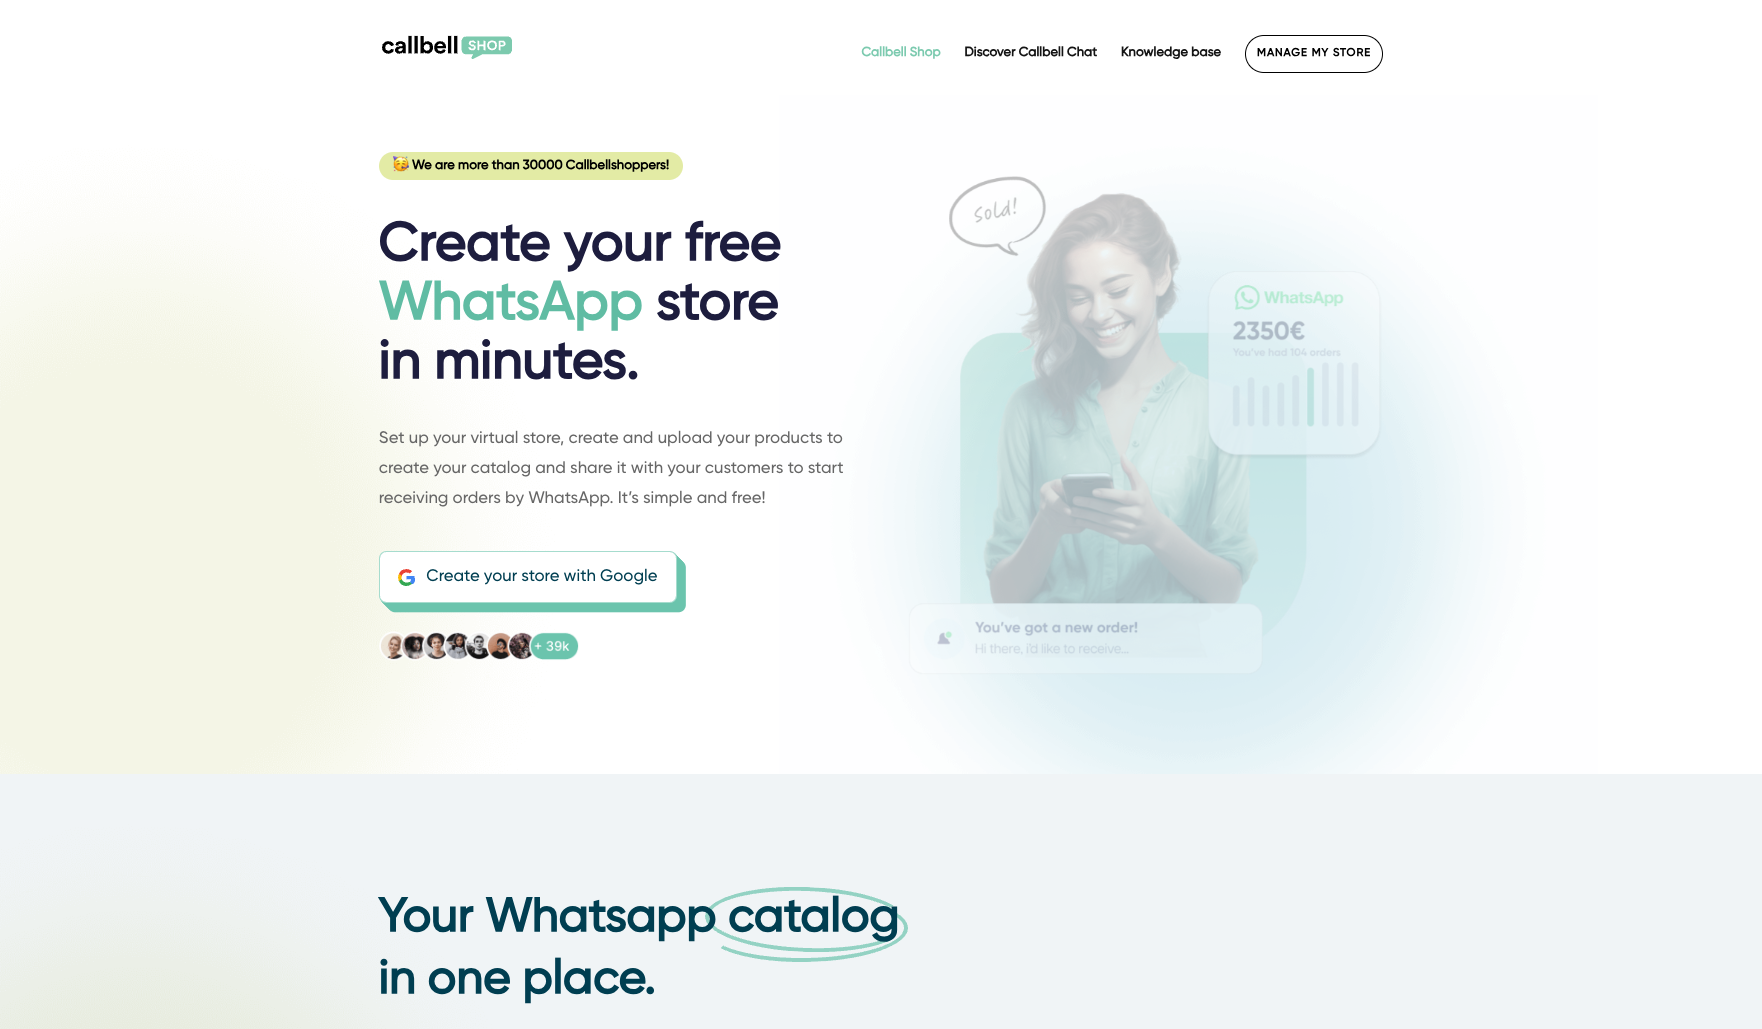 callbell SHOP
Callbell Shop
Discover Callbell Chat
Knowledge base
MANAGE MY STORE
🥳 We are more than 30000 Callbellshoppers!
Create your free
WhatsApp store
in minutes.
Set up your virtual store, create and upload your products to
create your catalog and share it with your customers to start
receiving orders by WhatsApp. It’s simple and free!
Create your store with Google
+ 39k
Sold!
WhatsApp
2350€
You’ve had 104 orders
You’ve got a new order!
Hi there, i’d like to receive...
Your Whatsapp catalog
in one place.